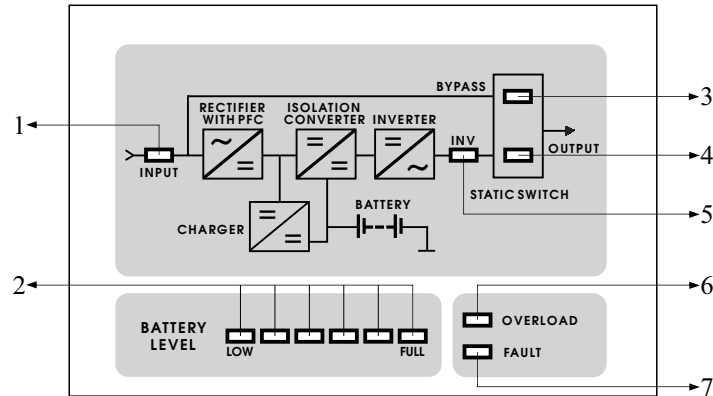 BYPASS
3
RECTIFIER
WITH PFC
ISOLATION
CONVERTER
INVERTER
1
INV
4
INPUT
OUTPUT
STATIC SWITCH
5
BATTERY
CHARGER
2
6
BATTERY
LEVEL
LOW
FULL
OVERLOAD
FAULT
7